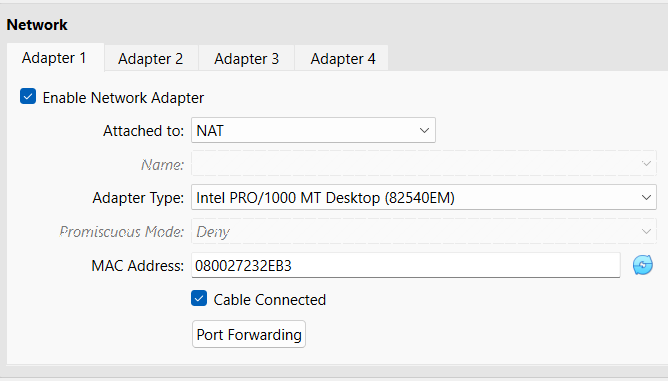 Network
Adapter 1 Adapter 2 Adapter 3 Adapter 4
Enable Network Adapter
Attached to: NAT
Name:
Adapter Type: Intel PRO/1000 MT Desktop (82540EM)
Promiscuous Mode: Deny
MAC Address: 080027232EB3
Cable Connected
Port Forwarding